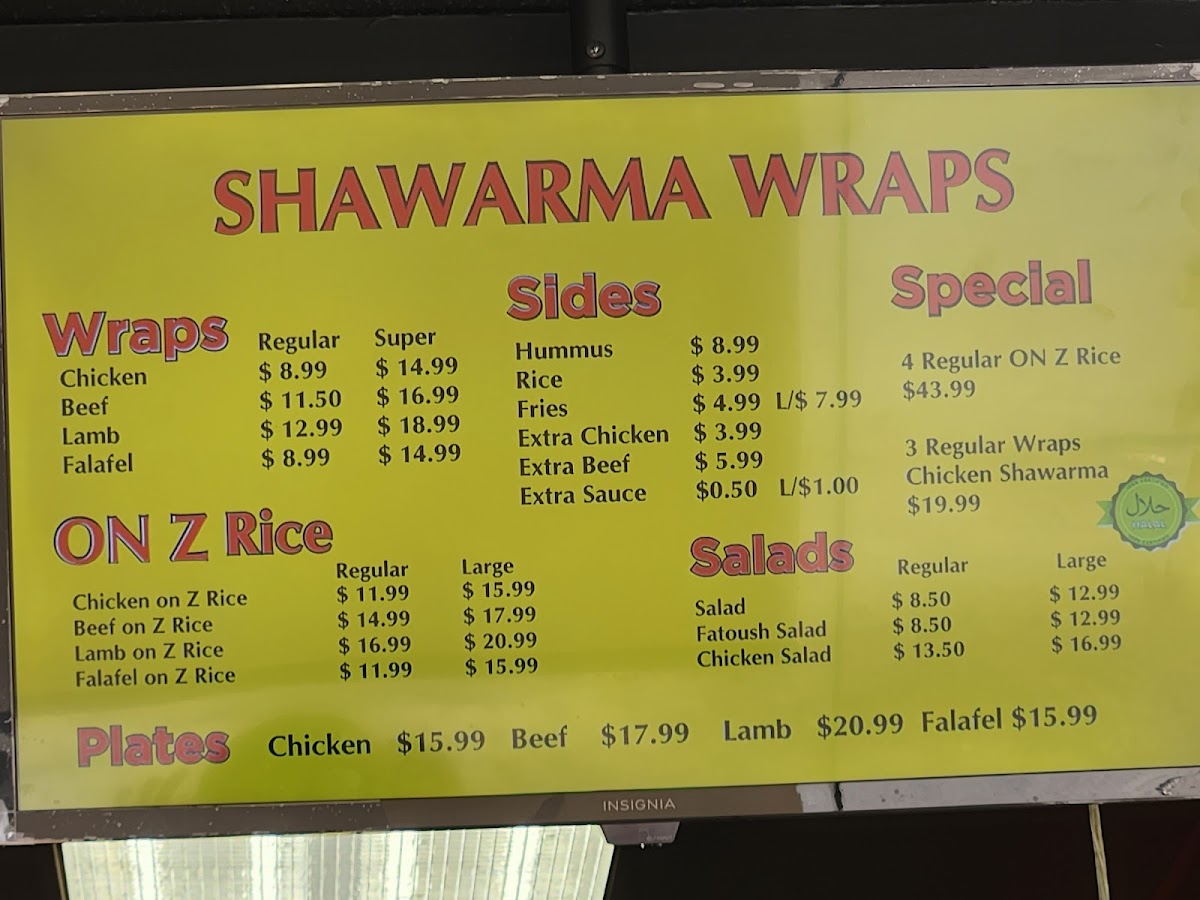 SHAWARMA WRAPS
Wraps Regular Super
Chicken $ 8.99 $ 14.99
Beef $ 11.50 $ 16.99
Lamb $ 12.99 $ 18.99
Falafel $ 8.99 $ 14.99
Sides
Hummus $ 8.99
Rice $ 3.99
Fries $ 4.99 L/$ 7.99
Extra Chicken $ 3.99
Extra Beef $ 5.99
Extra Sauce $0.50 L/$1.00
Special
4 Regular ON Z Rice
$43.99
3 Regular Wraps
Chicken Shawarma
$19.99
حلال
HALAL
ON Z Rice
Regular Large
Chicken on Z Rice $ 11.99 $ 15.99
Beef on Z Rice $ 14.99 $ 17.99
Lamb on Z Rice $ 16.99 $ 20.99
Falafel on Z Rice $ 11.99 $ 15.99
Salads Regular Large
Salad $ 8.50 $ 12.99
Fatoush Salad $ 8.50 $ 12.99
Chicken Salad $ 13.50 $ 16.99
Plates Chicken $15.99 Beef $17.99 Lamb $20.99 Falafel $15.99
INSIGNIA